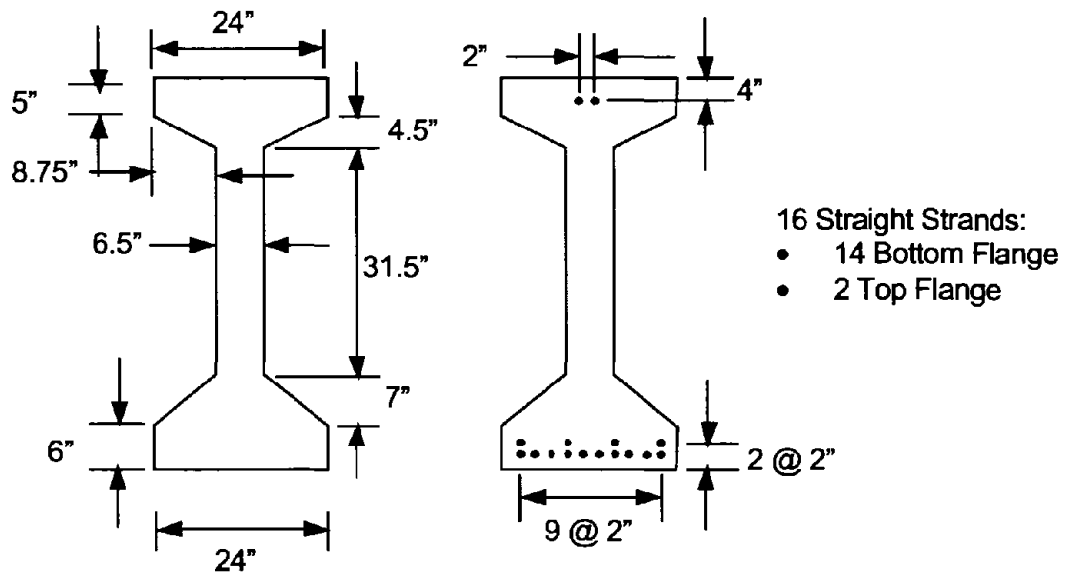 24”
2”
5”
4”
4.5”
8.75”
6.5”
31.5”
16 Straight Strands:
• 14 Bottom Flange
• 2 Top Flange
7”
6”
2 @ 2”
9 @ 2”
24”